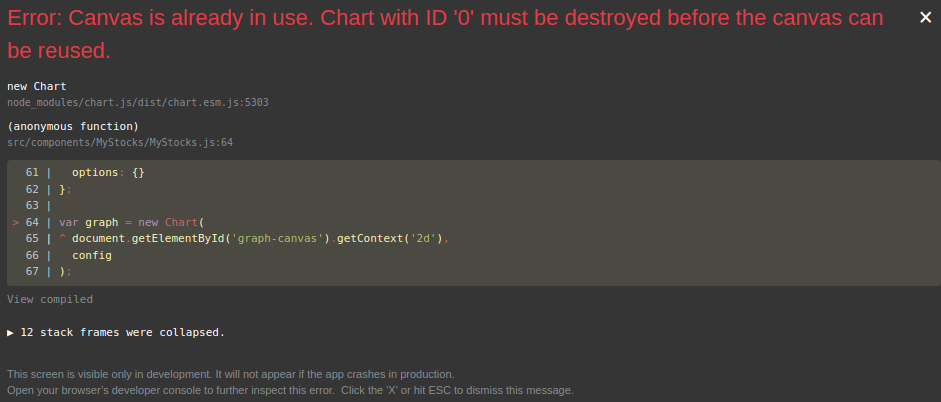 Error: Canvas is already in use. Chart with ID '0' must be destroyed before the canvas can
be reused.
×
new Chart
node_modules/chart.js/dist/chart.esm.js:5303
(anonymous function)
src/components/MyStocks/MyStocks.js:64
61 |   options: {}
62 | };
63 |
> 64 | var graph = new Chart(
65 | ^ document.getElementById('graph-canvas').getContext('2d'),
66 |   config
67 | );
View compiled
▶ 12 stack frames were collapsed.
This screen is visible only in development. It will not appear if the app crashes in production.
Open your browser's developer console to further inspect this error.  Click the 'X' or hit ESC to dismiss this message.